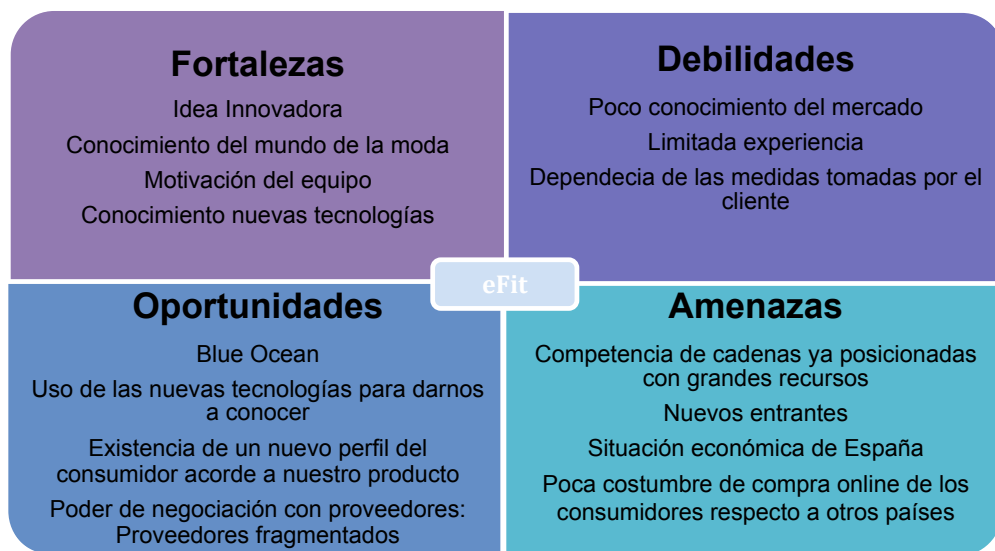 Fortalezas
Idea Innovadora
Conocimiento del mundo de la moda
Motivación del equipo
Conocimiento nuevas tecnologías
Debilidades
Poco conocimiento del mercado
Limitada experiencia
Dependecia de las medidas tomadas por el
cliente
eFit
Oportunidades
Blue Ocean
Uso de las nuevas tecnologías para darnos
a conocer
Existencia de un nuevo perfil del
consumidor acorde a nuestro producto
Poder de negociación con proveedores:
Proveedores fragmentados
Amenazas
Competencia de cadenas ya posicionadas
con grandes recursos
Nuevos entrantes
Situación económica de España
Poca costumbre de compra online de los
consumidores respecto a otros países